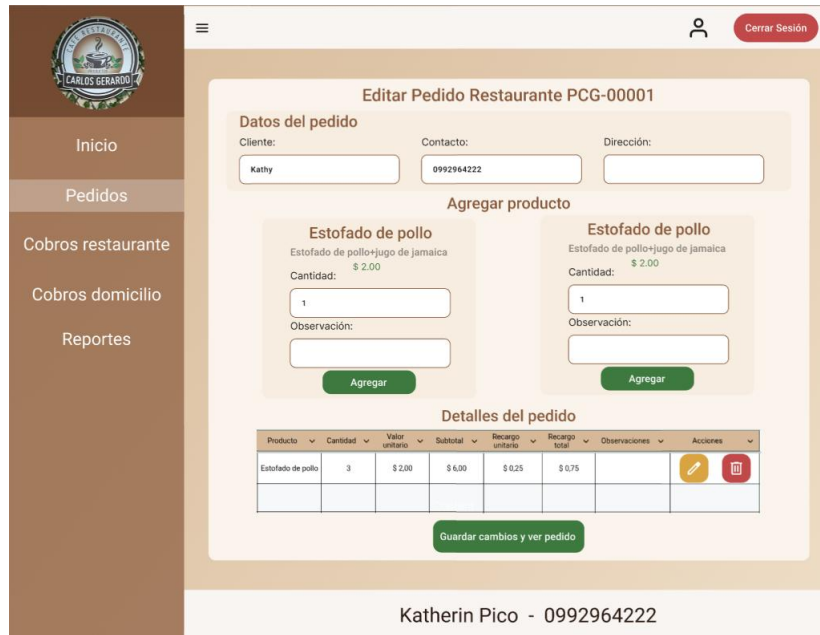 CAFÉ RESTAURANTE
CARLOS GERARDO
Cerrar Sesión
Inicio
Pedidos
Cobros restaurante
Cobros domicilio
Reportes
Editar Pedido Restaurante PCG-00001
Datos del pedido
Cliente: Contacto: Dirección:
Kathy 0992964222
Agregar producto
Estofado de pollo
Estofado de pollo+jugo de jamaica
$ 2.00
Cantidad:
1
Observación:
Agregar
Estofado de pollo
Estofado de pollo+jugo de jamaica
$ 2.00
Cantidad:
1
Observación:
Agregar
Detalles del pedido
Producto Cantidad Valor unitario Subtotal Recargo unitario Recargo total Observaciones Acciones
Estofado de pollo 3 $ 2,00 $ 6,00 $ 0,25 $ 0,75
Guardar cambios y ver pedido
Katherin Pico - 0992964222